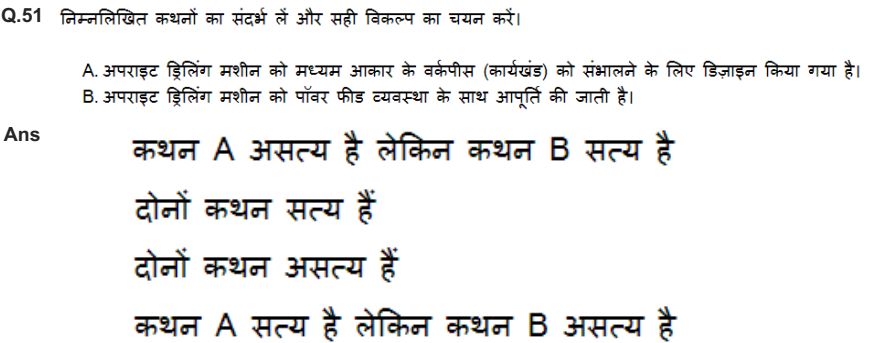 Q.51 निम्नलिखित कथनों का संदर्भ लें और सही विकल्प का चयन करें।
A. अपराइट ड्रिलिंग मशीन को मध्यम आकार के वर्कपीस (कार्यखंड) को संभालने के लिए डिज़ाइन किया गया है।
B. अपराइट ड्रिलिंग मशीन को पॉवर फीड व्यवस्था के साथ आपूर्ति की जाती है।
Ans
कथन A असत्य है लेकिन कथन B सत्य है
दोनों कथन सत्य हैं
दोनों कथन असत्य हैं
कथन A सत्य है लेकिन कथन B असत्य है